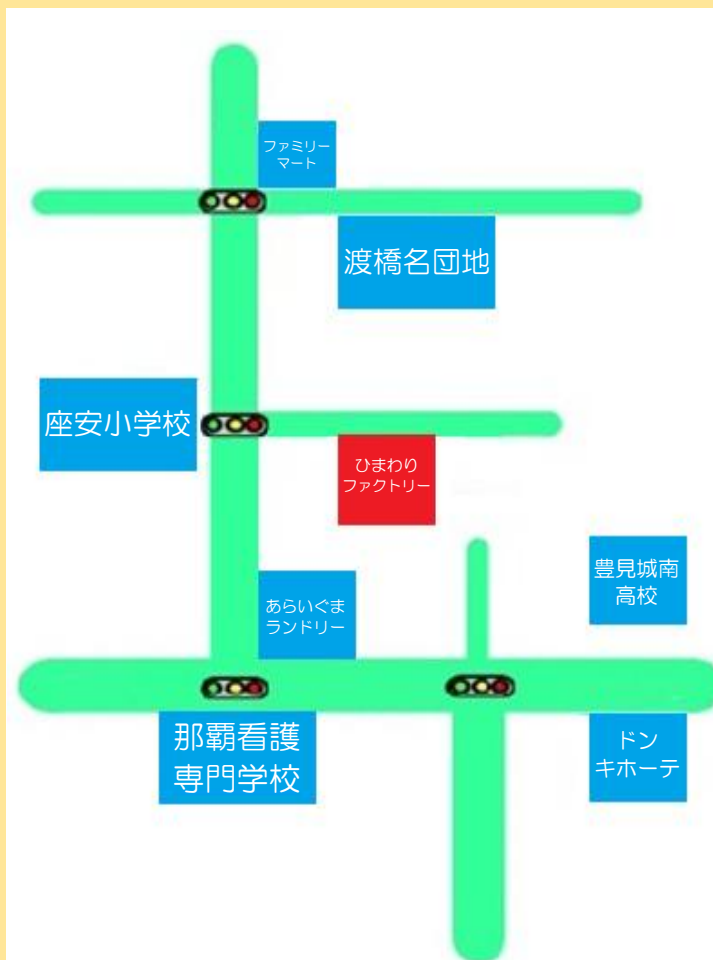 ファミリー
マート
渡橋名団地
座安小学校
ひまわり
ファクトリー
豊見城南
高校
あらいぐま
ランドリー
那覇看護
専門学校
ドン
キホーテ